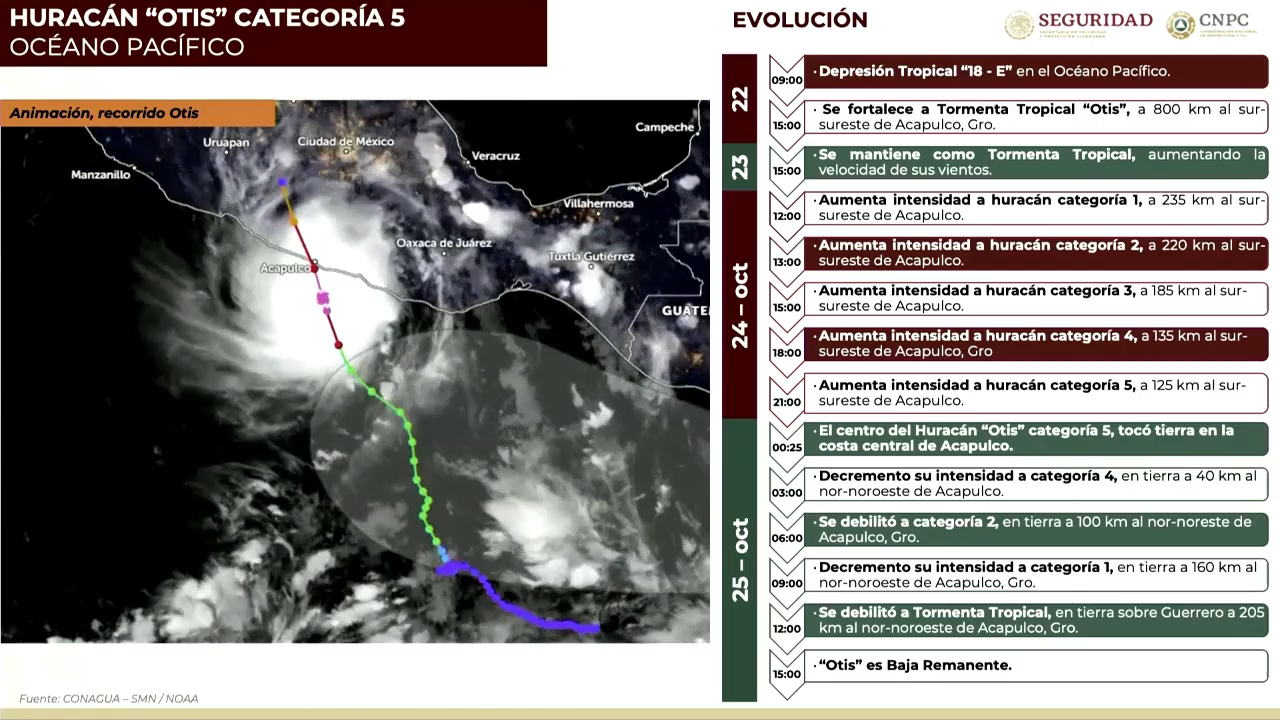 HURACÁN “OTIS” CATEGORÍA 5
OCÉANO PACÍFICO
Animación, recorrido Otis
Uruapan
Ciudad de México
Campeche
Veracruz
Manzanillo
Villahermosa
Oaxaca de Juárez
Tuxtla Gutiérrez
Acapulco
GUATE
Fuente: CONAGUA – SMN / NOAA
EVOLUCIÓN
SEGURIDAD
CNPC
22
09:00
· Depresión Tropical “18 - E” en el Océano Pacífico.
15:00
· Se fortalece a Tormenta Tropical “Otis”, a 800 km al sur-
sureste de Acapulco, Gro.
23
15:00
· Se mantiene como Tormenta Tropical, aumentando la
velocidad de sus vientos.
24 – oct
12:00
· Aumenta intensidad a huracán categoría 1, a 235 km al sur-
sureste de Acapulco.
13:00
· Aumenta intensidad a huracán categoría 2, a 220 km al sur-
sureste de Acapulco.
15:00
· Aumenta intensidad a huracán categoría 3, a 185 km al sur-
sureste de Acapulco.
18:00
· Aumenta intensidad a huracán categoría 4, a 135 km al sur-
sureste de Acapulco, Gro
21:00
· Aumenta intensidad a huracán categoría 5, a 125 km al sur-
sureste de Acapulco.
25 – oct
00:25
· El centro del Huracán “Otis” categoría 5, tocó tierra en la
costa central de Acapulco.
03:00
· Decremento su intensidad a categoría 4, en tierra a 40 km al
nor-noroeste de Acapulco.
06:00
· Se debilitó a categoría 2, en tierra a 100 km al nor-noreste de
Acapulco, Gro.
09:00
· Decremento su intensidad a categoría 1, en tierra a 160 km al
nor-noroeste de Acapulco, Gro.
12:00
· Se debilitó a Tormenta Tropical, en tierra sobre Guerrero a 205
km al nor-noroeste de Acapulco, Gro.
15:00
· “Otis” es Baja Remanente.